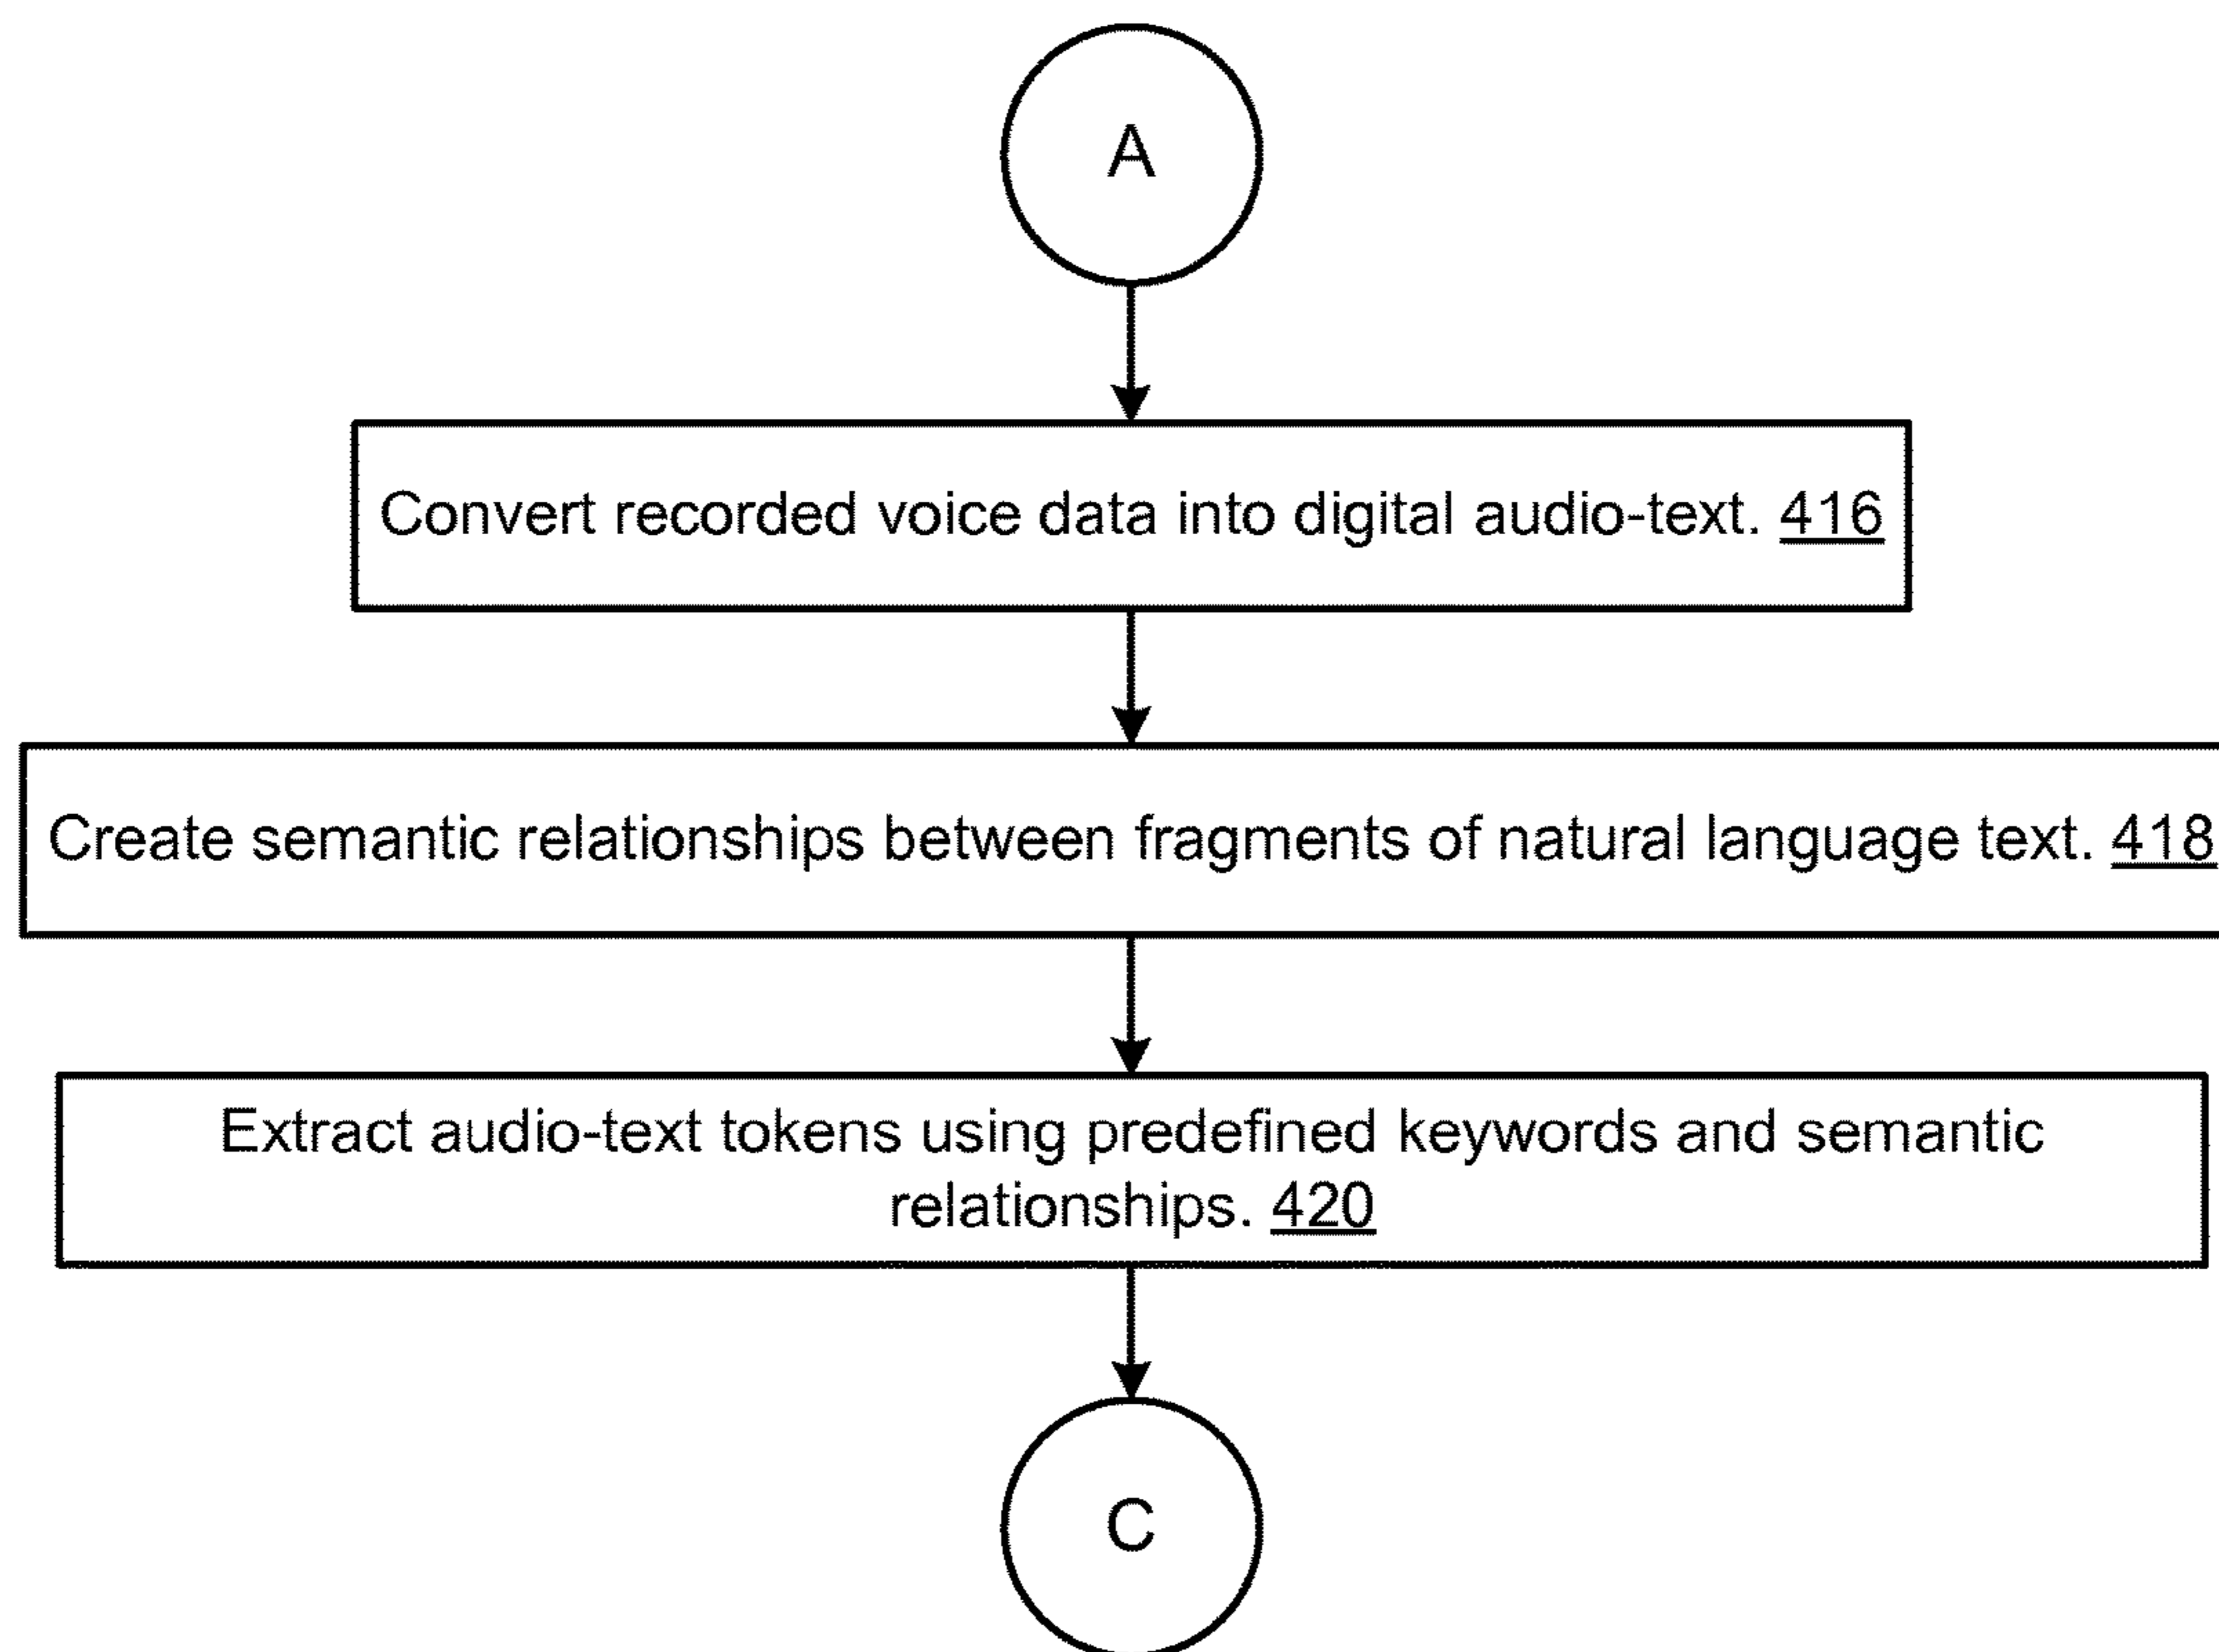 A
Convert recorded voice data into digital audio-text. 416
Create semantic relationships between fragments of natural language text. 418
Extract audio-text tokens using predefined keywords and semantic
relationships. 420
C